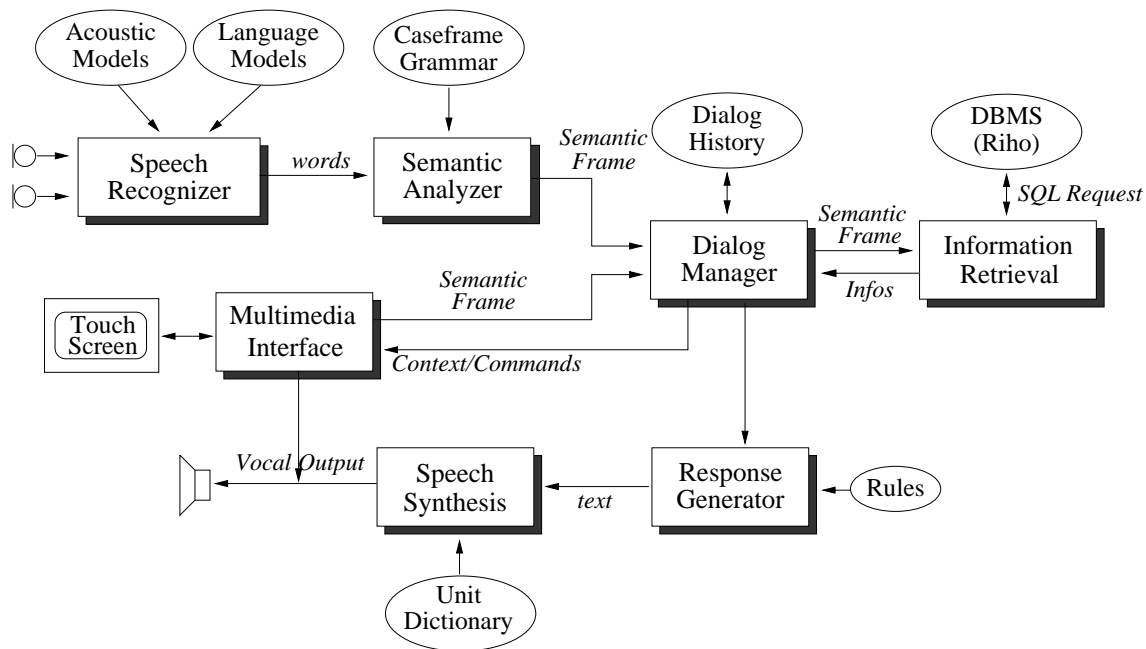 Acoustic
Models
Language
Models
Caseframe
Grammar
Dialog
History
DBMS
(Riho)
Speech
Recognizer
words
Semantic
Analyzer
Semantic
Frame
SQL Request
Dialog
Manager
Semantic
Frame
Infos
Information
Retrieval
Touch
Screen
Multimedia
Interface
Semantic
Frame
Context/Commands
Vocal Output
Speech
Synthesis
text
Response
Generator
Rules
Unit
Dictionary